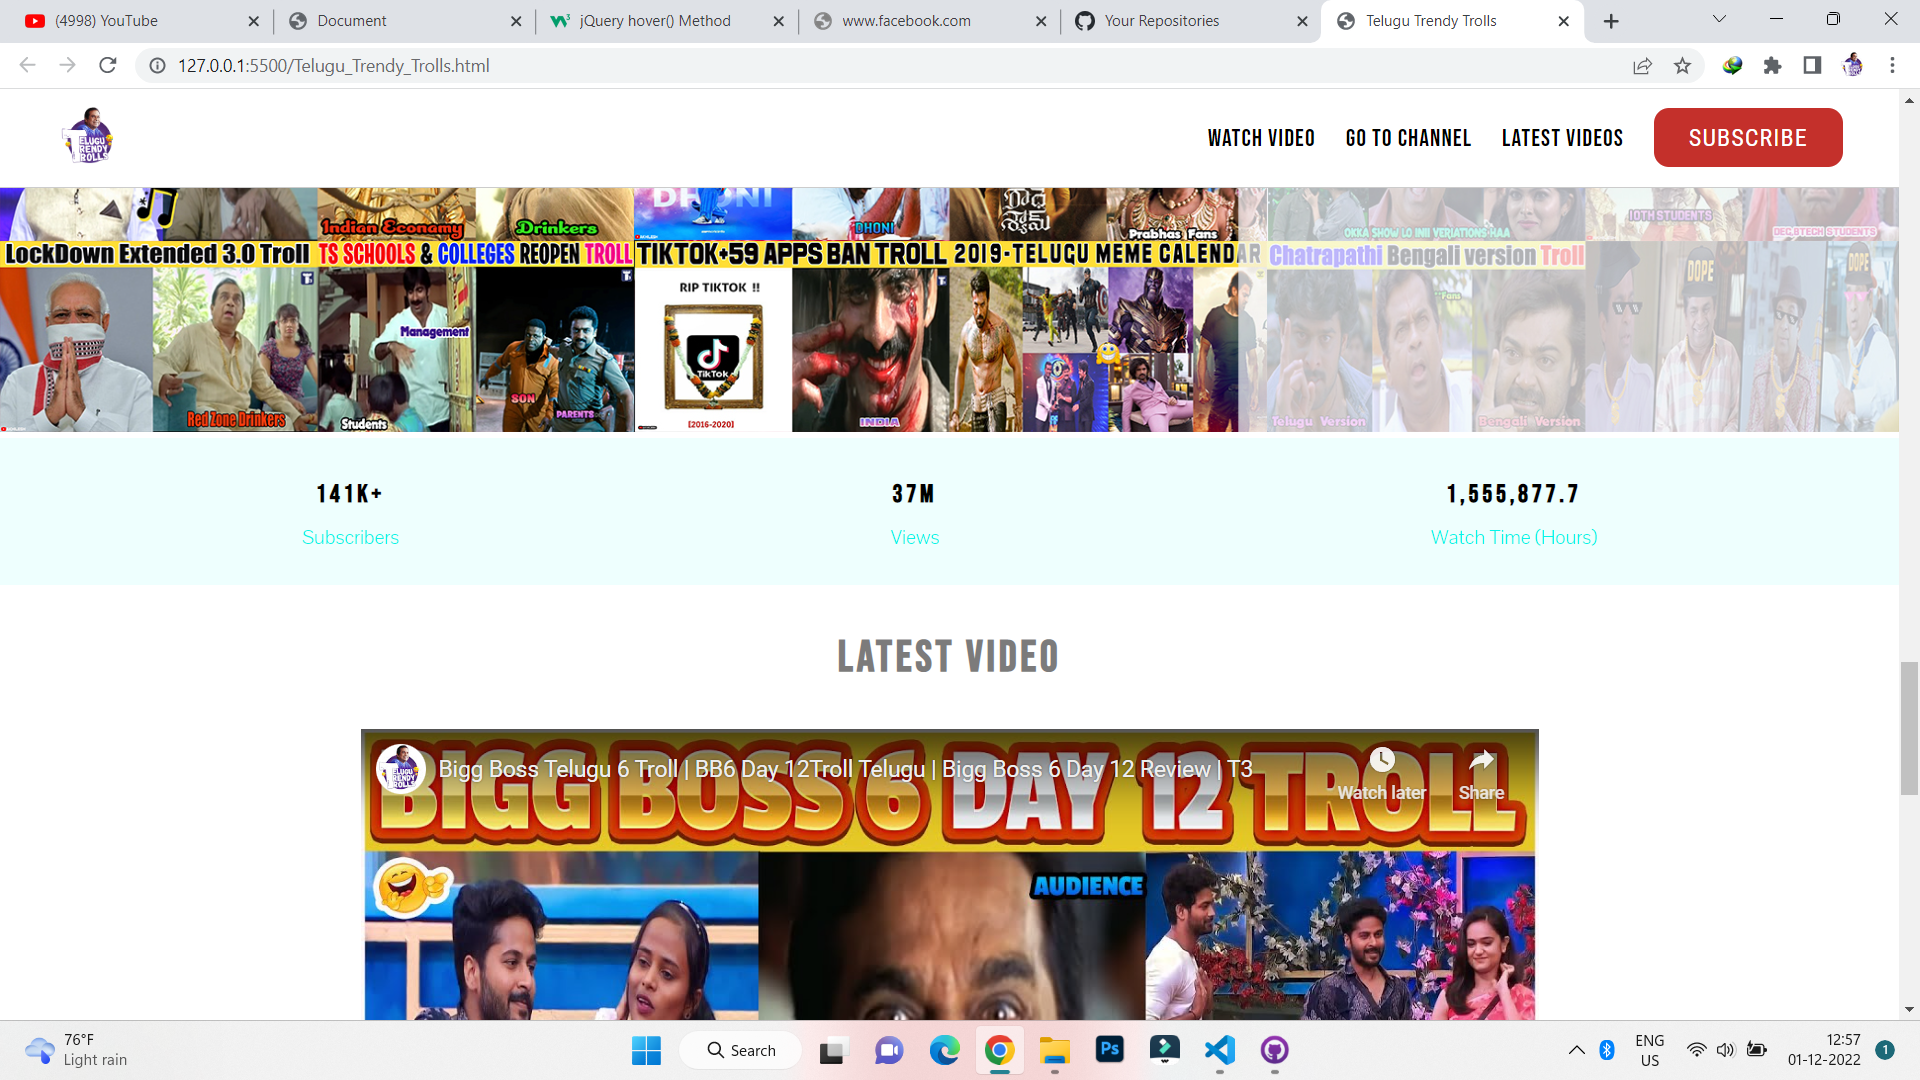 (4998) YouTube
Document
jQuery hover() Method
www.facebook.com
Your Repositories
Telugu Trendy Trolls
127.0.0.1:5500/Telugu_Trendy_Trolls.html
TELUGU
TRENDY
TROLLS
WATCH VIDEO
GO TO CHANNEL
LATEST VIDEOS
SUBSCRIBE
Indian Economy
Drinkers
DHONI
DHONI
Prabhas Fans
OKKA SHOW LO INII VERIATIONS HAA
10TH STUDENTS
DEG,BTECH STUDENTS
LockDown Extended 3.0 Troll
TS SCHOOLS & COLLEGES REOPEN TROLL
TIKTOK+59 APPS BAN TROLL
2019-TELUGU MEME CALENDAR
Chatrapathi Bengali version Troll
Red Zone Drinkers
Management
Students
SON
PARENTS
RIP TIKTOK !!
TikTok
[2016-2020]
INDIA
Fans
Telugu Version
Bengali Version
DOPE
DOPE
141K+
Subscribers
37M
Views
1,555,877.7
Watch Time (Hours)
LATEST VIDEO
Bigg Boss Telugu 6 Troll | BB6 Day 12Troll Telugu | Bigg Boss 6 Day 12 Review | T3
Watch later
Share
BIGG BOSS 6 DAY 12 TROLL
AUDIENCE
76°F
Light rain
Search
Ps
ENG
US
12:57
01-12-2022
1